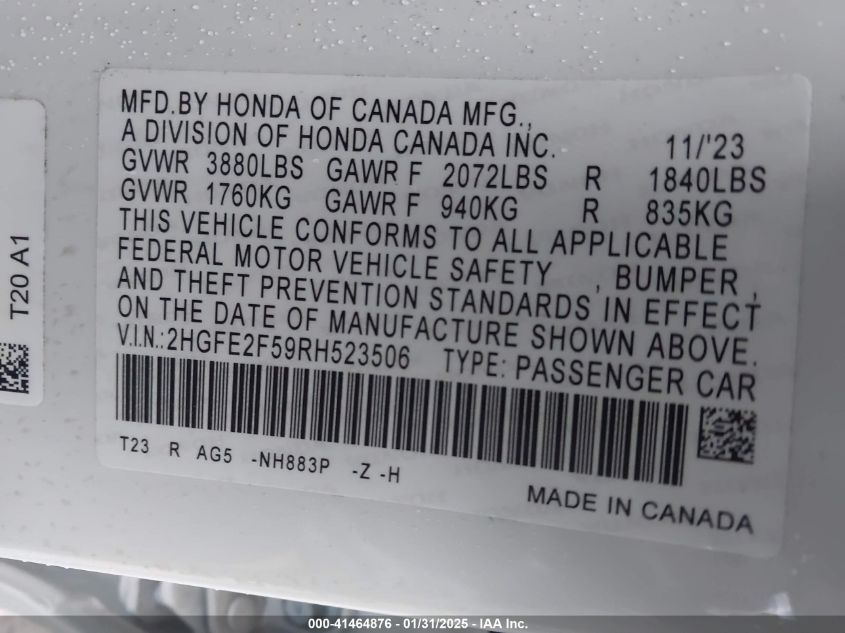 MFD.BY HONDA OF CANADA MFG.,
A DIVISION OF HONDA CANADA INC. 11/'23
GVWR 3880LBS GAWR F 2072LBS R 1840LBS
GVWR 1760KG GAWR F 940KG R 835KG
THIS VEHICLE CONFORMS TO ALL APPLICABLE
FEDERAL MOTOR VEHICLE SAFETY , BUMPER ,
AND THEFT PREVENTION STANDARDS IN EFFECT
ON THE DATE OF MANUFACTURE SHOWN ABOVE.
V.I.N.:2HGFE2F59RH523506 TYPE: PASSENGER CAR
T23 R AG5 -NH883P -Z -H
MADE IN CANADA
T20 A1
000-41464876 - 01/31/2025 - IAA Inc.